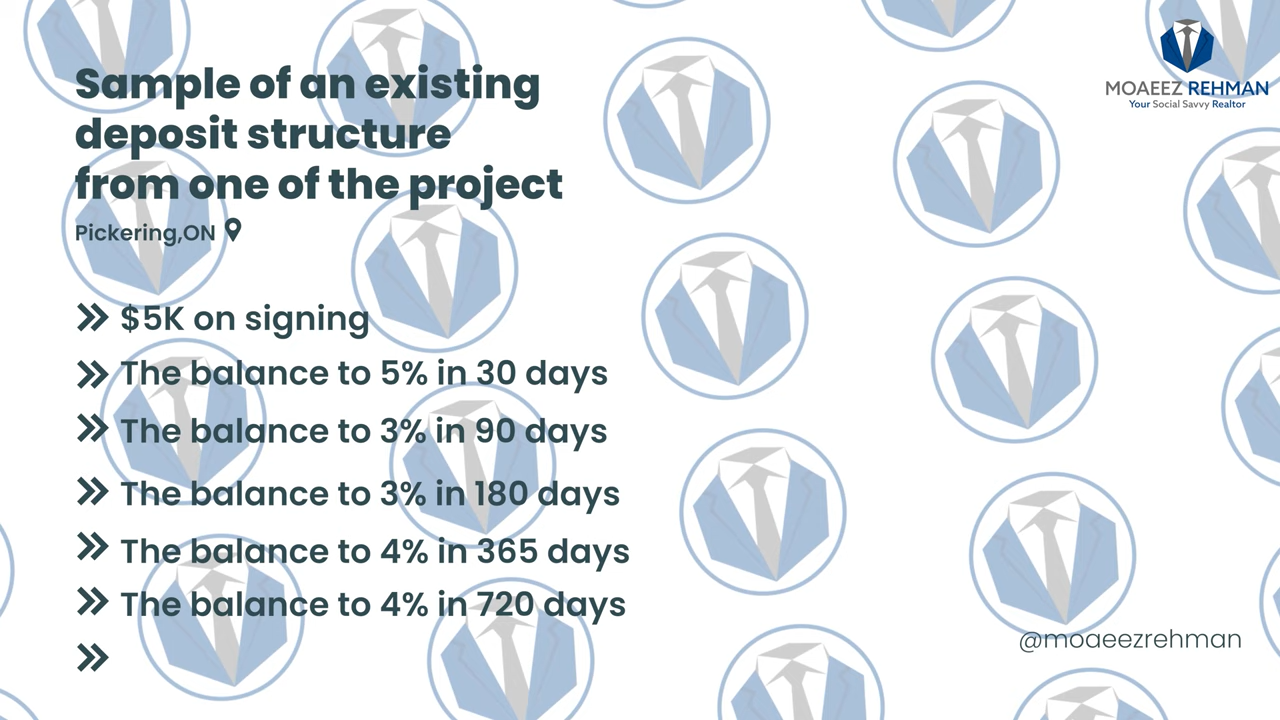 MOAEEZ REHMAN
Your Social Savvy Realtor
Sample of an existing
deposit structure
from one of the project
Pickering,ON
$5K on signing
The balance to 5% in 30 days
The balance to 3% in 90 days
The balance to 3% in 180 days
The balance to 4% in 365 days
The balance to 4% in 720 days
@moaeezrehman